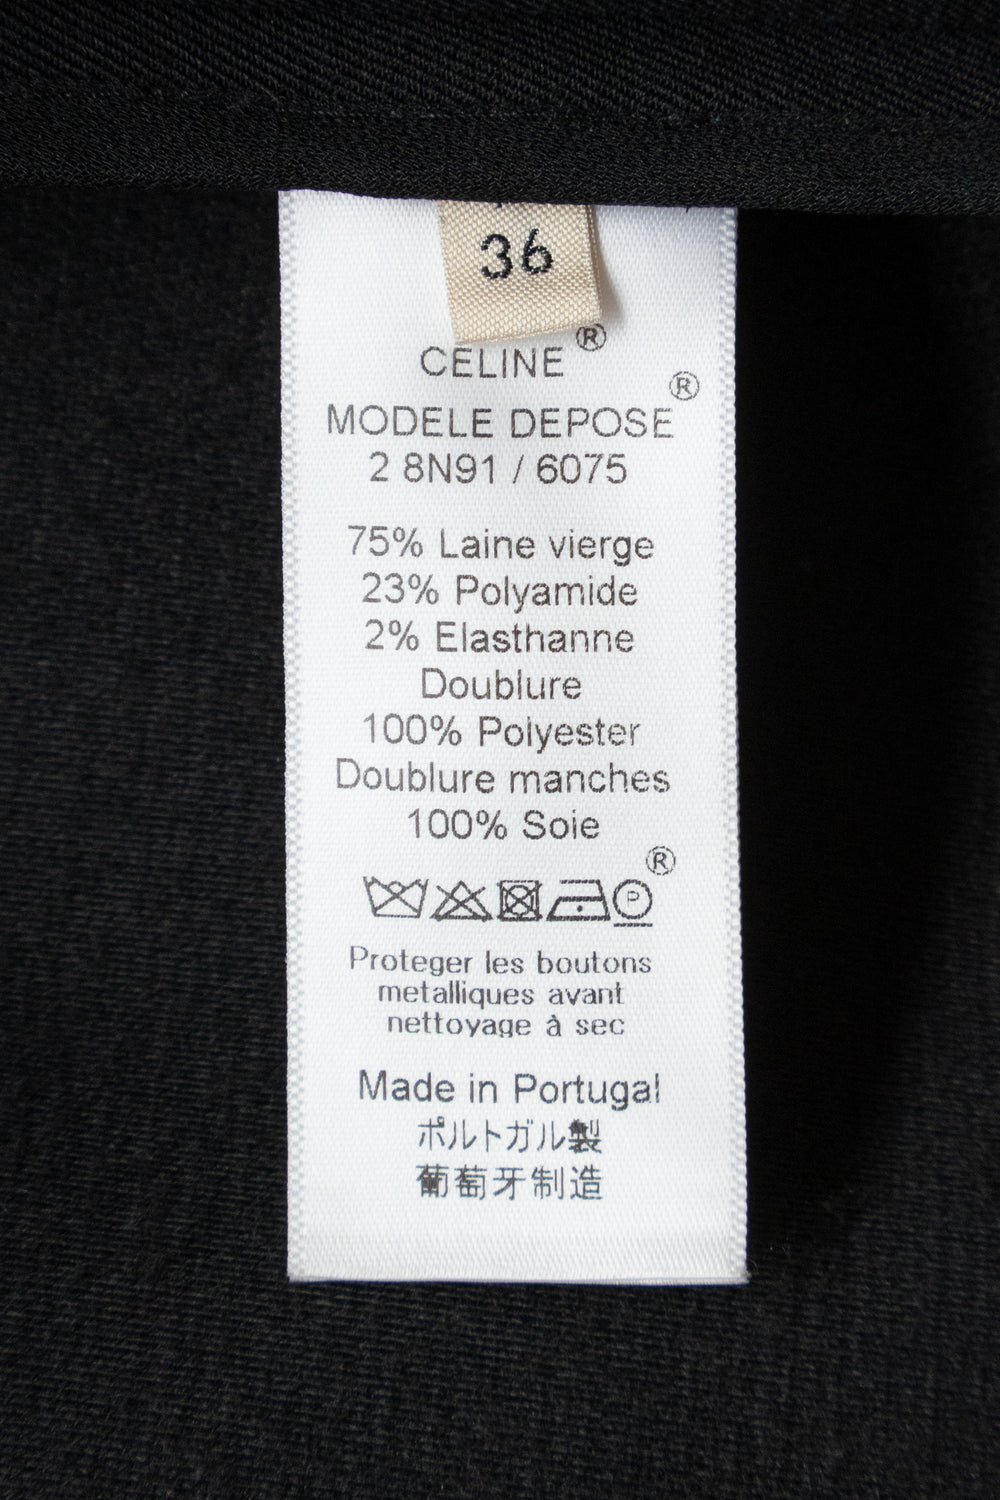 36
CELINE®
MODELE DEPOSE®
2 8N91 / 6075
75% Laine vierge
23% Polyamide
2% Elasthanne
Doublure
100% Polyester
Doublure manches
100% Soie
®
P
Proteger les boutons
metalliques avant
nettoyage à sec
Made in Portugal
ポルトガル製
葡萄牙制造